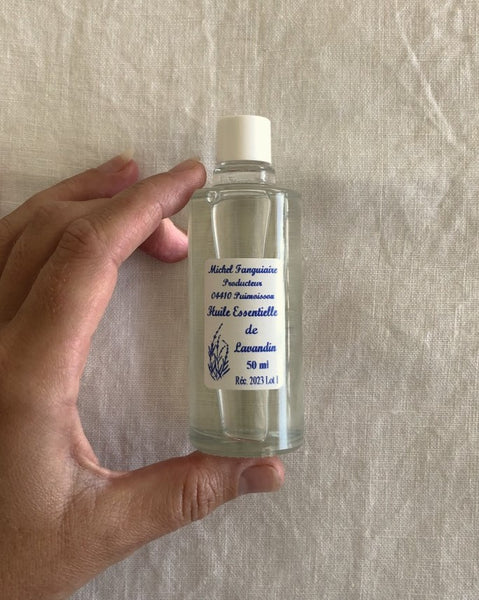 Michel Fanguiaire
Producteur
04410 Puimoisson
Huile Essentielle
de
Lavandin
50 ml
Réc. 2023 Lot 1